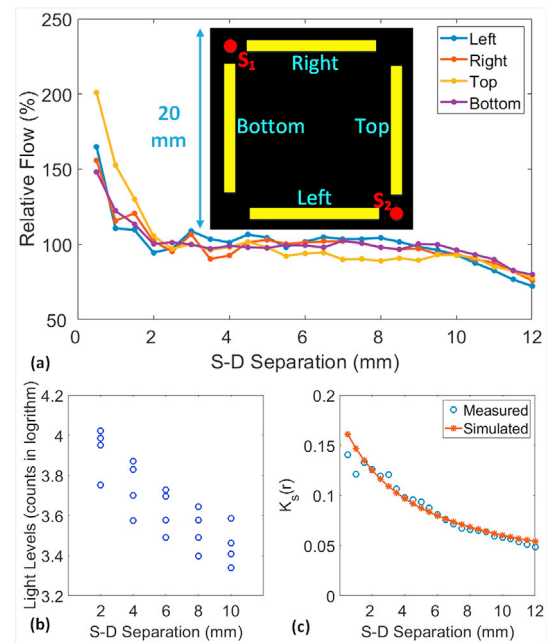 250
200
150
100
50
Relative Flow (%)
0 2 4 6 8 10 12
S-D Separation (mm)
(a)
20
mm
S1
Right
Bottom
Top
Left
S2
Left
Right
Top
Bottom
4.2
4
3.8
3.6
3.4
3.2
Light Levels (counts in logrithm)
2 4 6 8 10
S-D Separation (mm)
(b)
0.2
0.15
0.1
0.05
0
Ks(r)
Measured
Simulated
2 4 6 8 10 12
S-D Separation (mm)
(c)